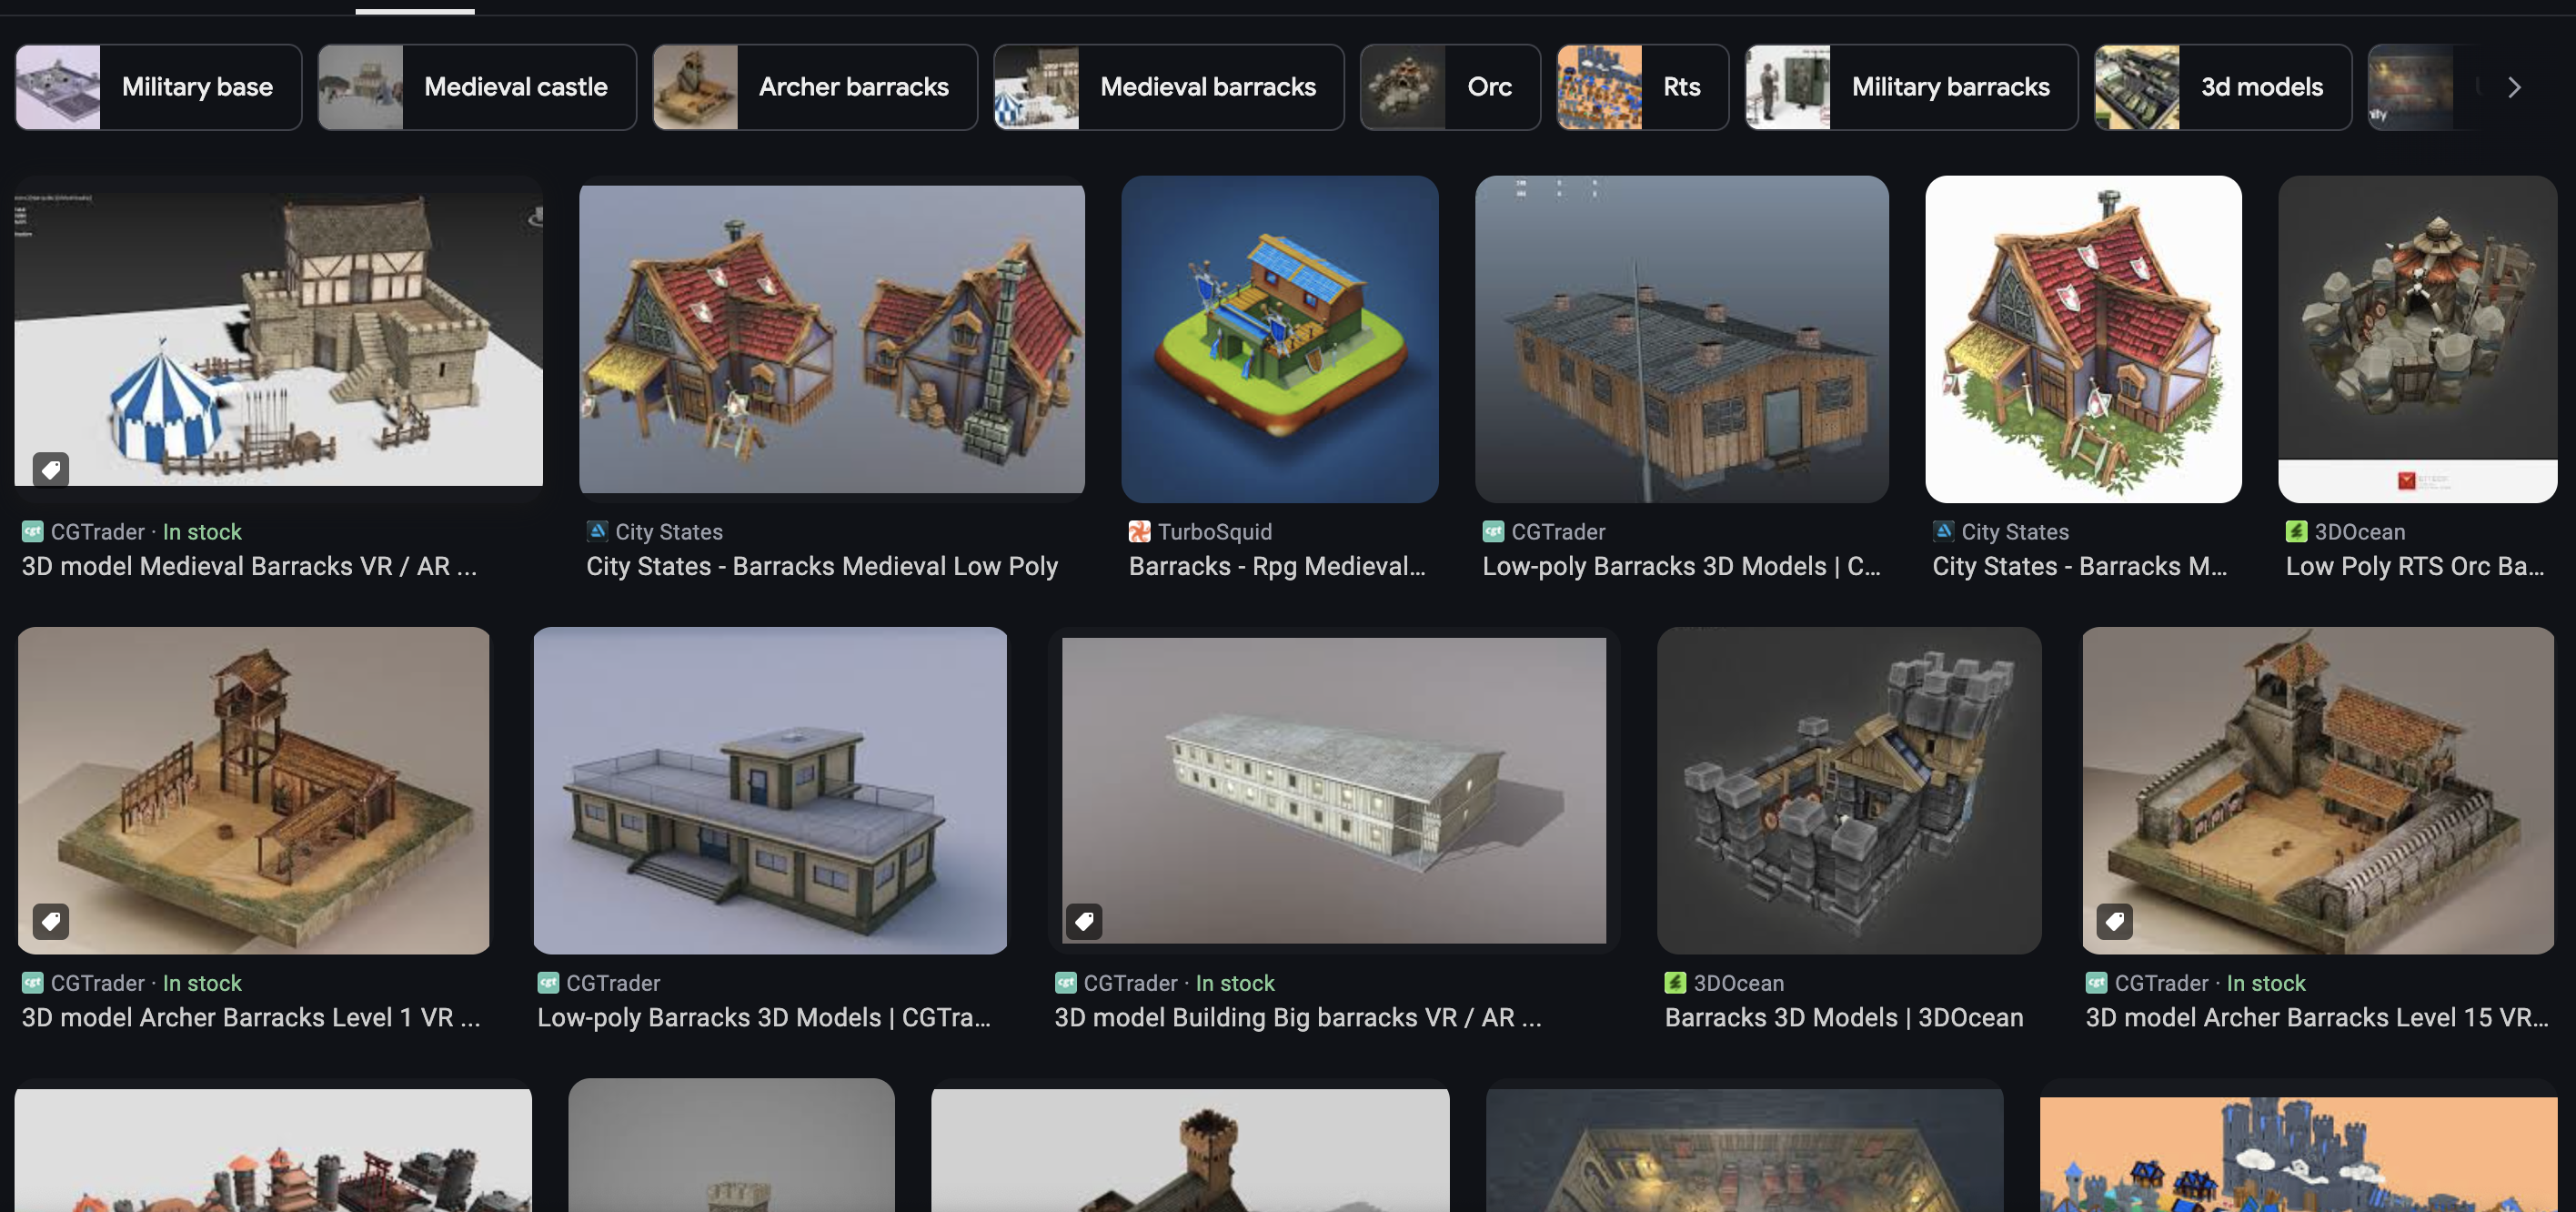 Military base
Medieval castle
Archer barracks
Medieval barracks
Orc
Rts
Military barracks
3d models
CGTrader · In stock
3D model Medieval Barracks VR / AR ...
City States
City States - Barracks Medieval Low Poly
TurboSquid
Barracks - Rpg Medieval...
CGTrader
Low-poly Barracks 3D Models | C...
City States
City States - Barracks M...
3DOcean
Low Poly RTS Orc Ba...
CGTrader · In stock
3D model Archer Barracks Level 1 VR ...
CGTrader
Low-poly Barracks 3D Models | CGTra...
CGTrader · In stock
3D model Building Big barracks VR / AR ...
3DOcean
Barracks 3D Models | 3DOcean
CGTrader · In stock
3D model Archer Barracks Level 15 VR...